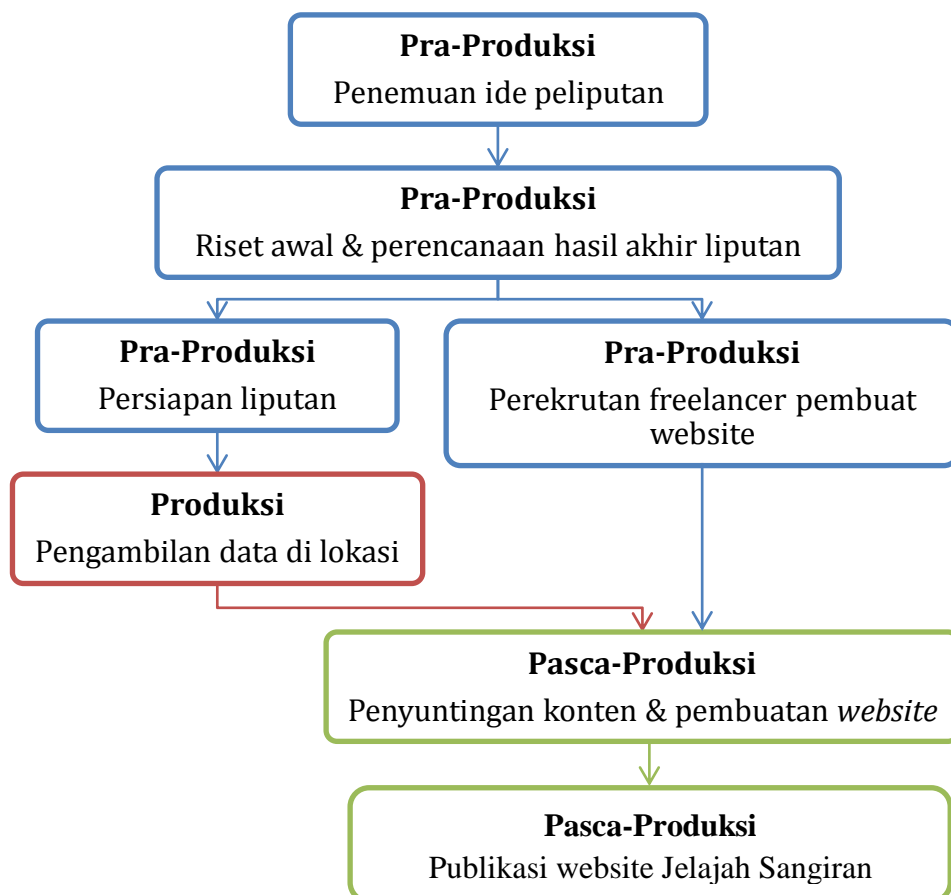 Pra-Produksi
Penemuan ide peliputan
Pra-Produksi
Riset awal & perencanaan hasil akhir liputan
Pra-Produksi
Persiapan liputan
Pra-Produksi
Perekrutan freelancer pembuat
website
Produksi
Pengambilan data di lokasi
Pasca-Produksi
Penyuntingan konten & pembuatan website
Pasca-Produksi
Publikasi website Jelajah Sangiran